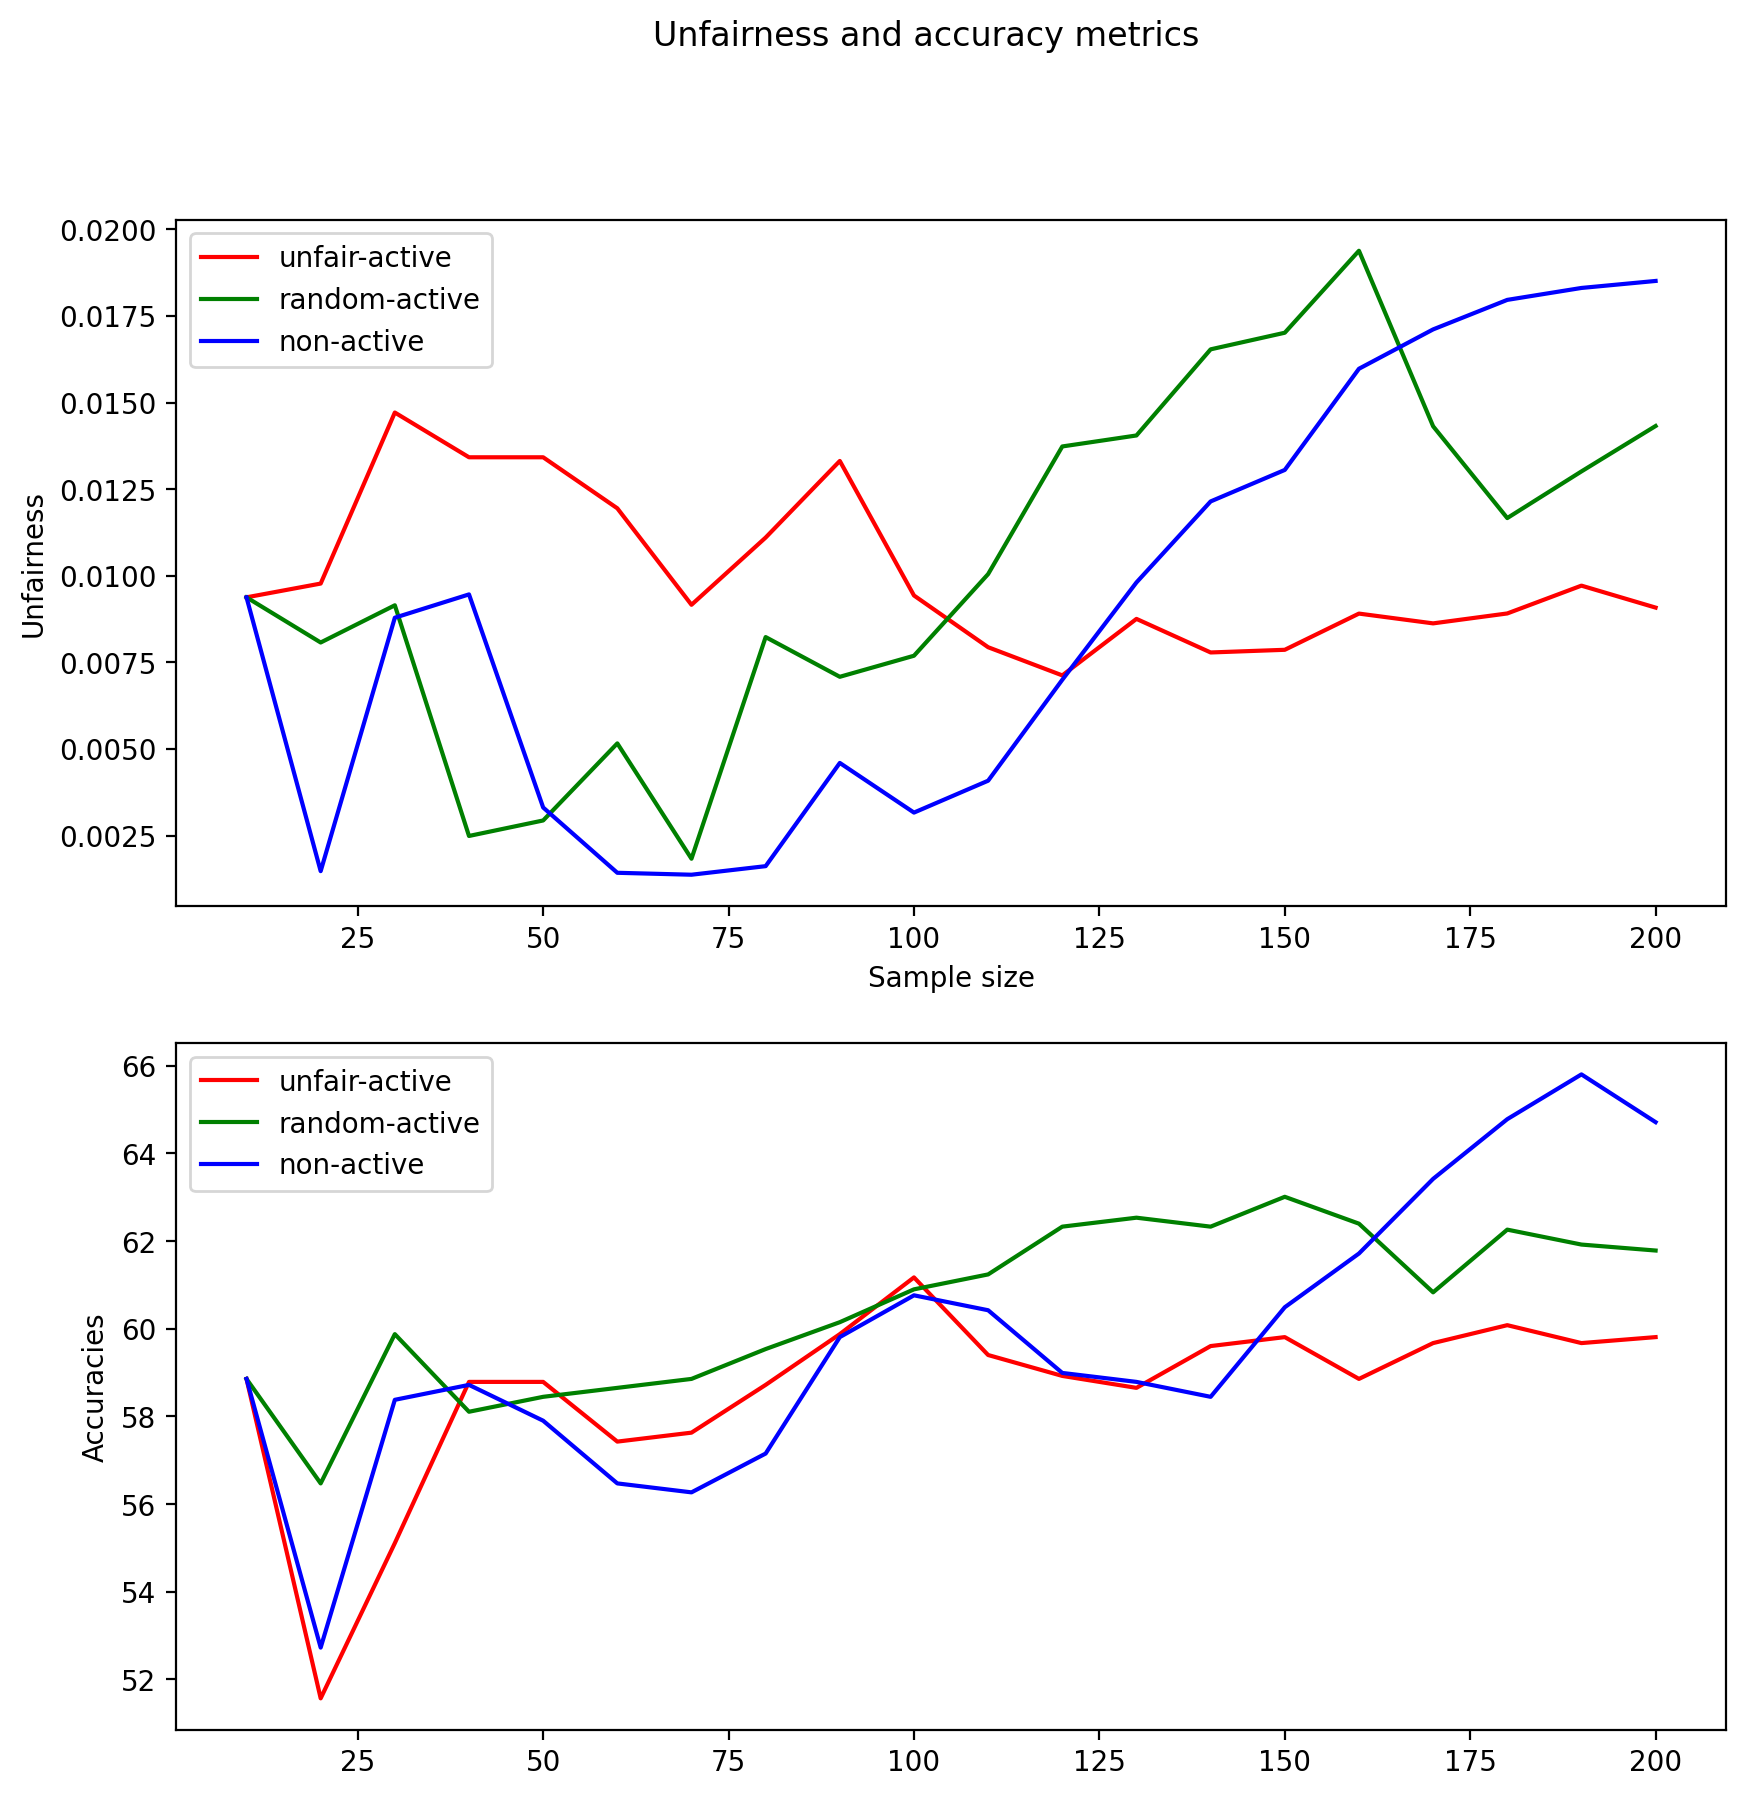 Unfairness and accuracy metrics
0.0200
0.0175
0.0150
0.0125
0.0100
0.0075
0.0050
0.0025
Unfairness
unfair-active
random-active
non-active
25 50 75 100 125 150 175 200
Sample size
66
64
62
60
58
56
54
52
Accuracies
unfair-active
random-active
non-active
25 50 75 100 125 150 175 200